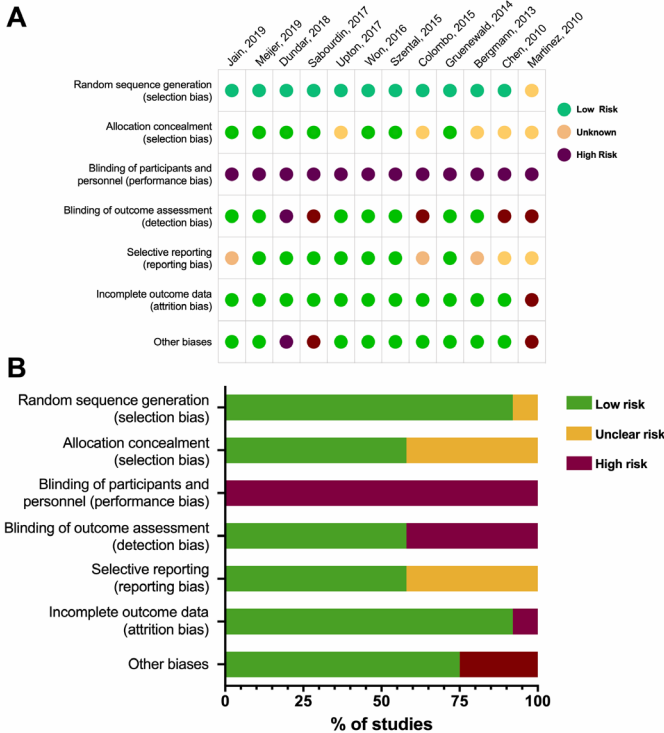 A
Jain, 2019
Meijer, 2019
Dundar, 2018
Sabourdin, 2017
Upton, 2017
Won, 2016
Szental, 2015
Colombo, 2015
Gruenewald, 2014
Bergmann, 2013
Chen, 2010
Martinez, 2010
Random sequence generation
(selection bias)
Allocation concealment
(selection bias)
Blinding of participants and
personnel (performance bias)
Blinding of outcome assessment
(detection bias)
Selective reporting
(reporting bias)
Incomplete outcome data
(attrition bias)
Other biases
Low Risk
Unknown
High Risk
B
Random sequence generation
(selection bias)
Allocation concealment
(selection bias)
Blinding of participants and
personnel (performance bias)
Blinding of outcome assessment
(detection bias)
Selective reporting
(reporting bias)
Incomplete outcome data
(attrition bias)
Other biases
Low risk
Unclear risk
High risk
0 25 50 75 100
% of studies